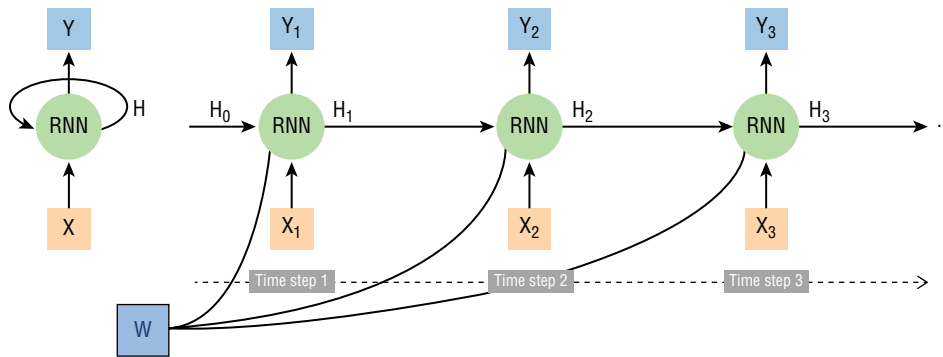 Y Y₁ Y₂ Y₃
H H₀ H₁ H₂ H₃
RNN RNN RNN RNN
X X₁ X₂ X₃
Time step 1 Time step 2 Time step 3
W